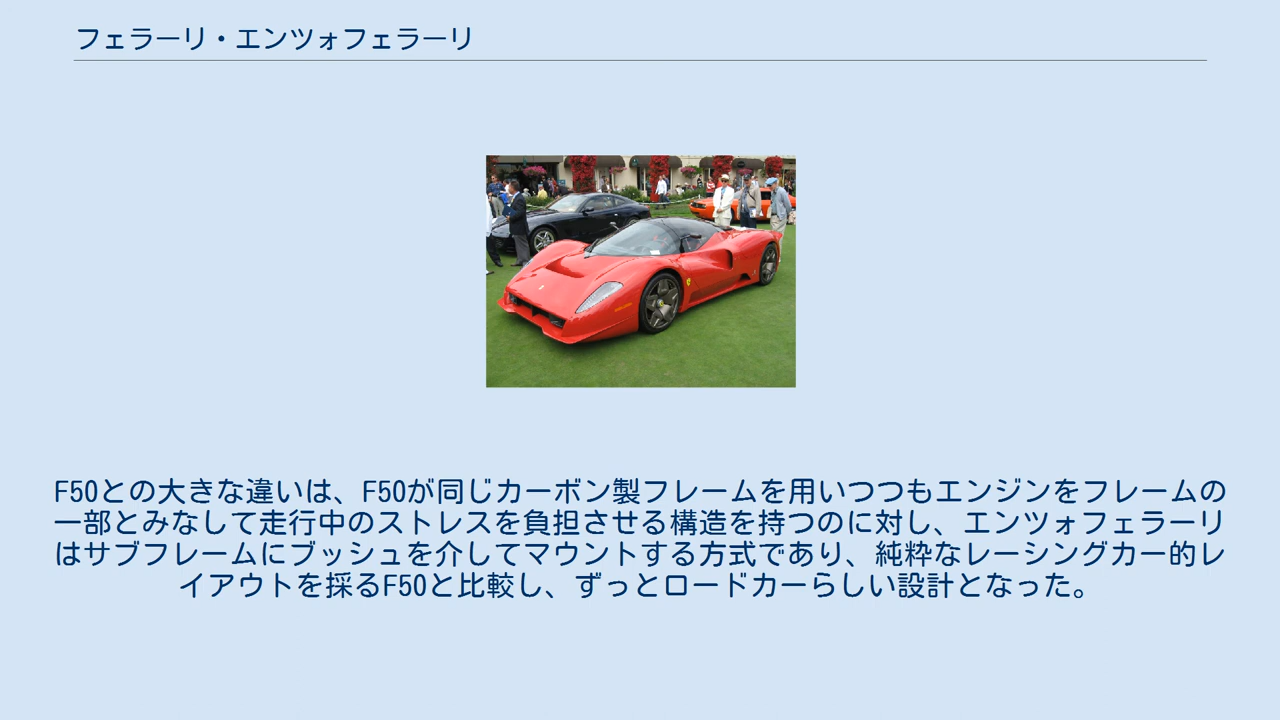 フェラーリ・エンツォフェラーリ
F50との大きな違いは、F50が同じカーボン製フレームを用いつつもエンジンをフレームの
一部とみなして走行中のストレスを負担させる構造を持つのに対し、エンツォフェラーリ
はサブフレームにブッシュを介してマウントする方式であり、純粋なレーシングカー的レ
イアウトを採るF50と比較し、ずっとロードカーらしい設計となった。